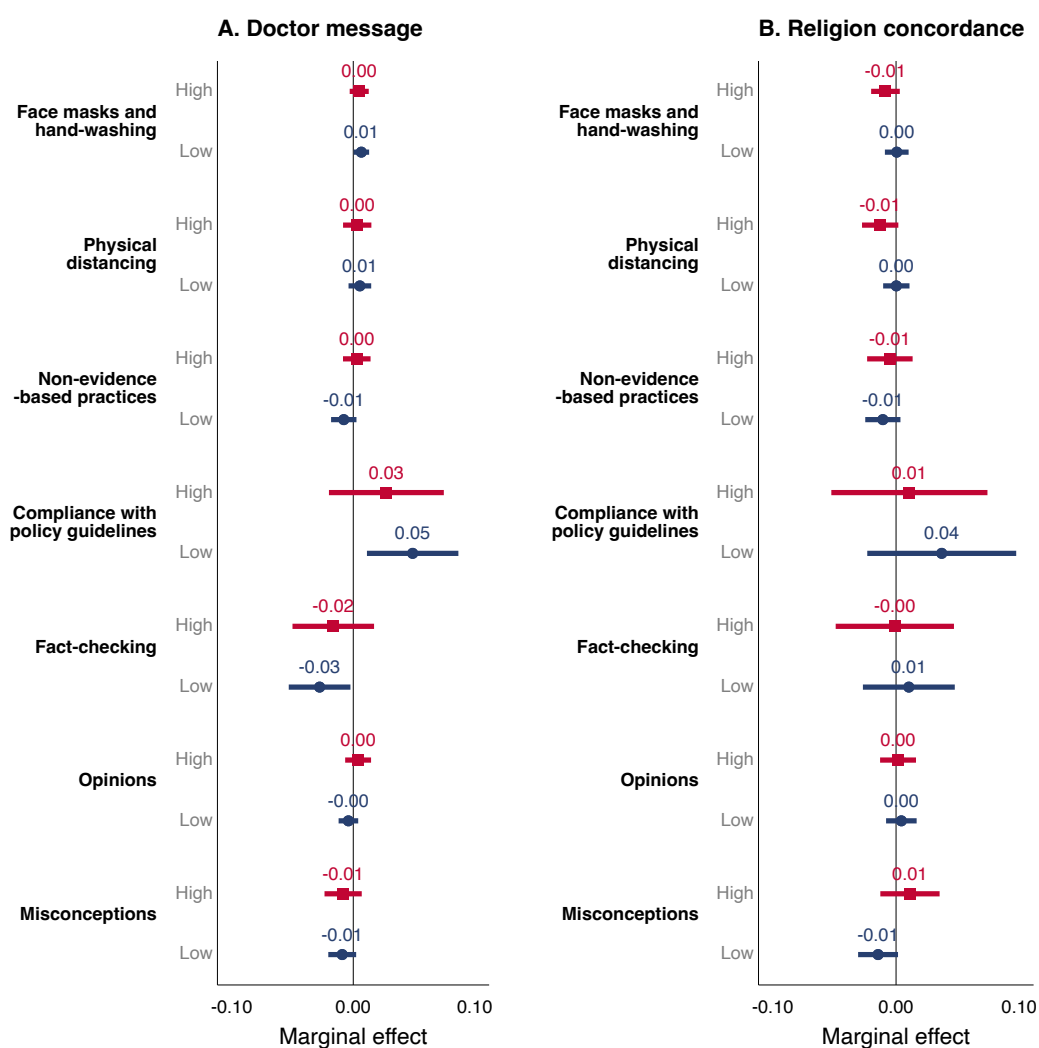 A. Doctor message
0.00
High
Face masks and
hand-washing
0.01
Low
0.00
High
Physical
distancing
0.01
Low
0.00
High
Non-evidence
-based practices
-0.01
Low
0.03
High
Compliance with
policy guidelines
0.05
Low
-0.02
High
Fact-checking
-0.03
Low
0.00
High
Opinions
-0.00
Low
-0.01
High
Misconceptions
-0.01
Low
-0.10 0.00 0.10
Marginal effect
B. Religion concordance
-0.01
High
Face masks and
hand-washing
0.00
Low
-0.01
High
Physical
distancing
0.00
Low
-0.01
High
Non-evidence
-based practices
-0.01
Low
0.01
High
Compliance with
policy guidelines
0.04
Low
-0.00
High
Fact-checking
0.01
Low
0.00
High
Opinions
0.00
Low
0.01
High
Misconceptions
-0.01
Low
-0.10 0.00 0.10
Marginal effect